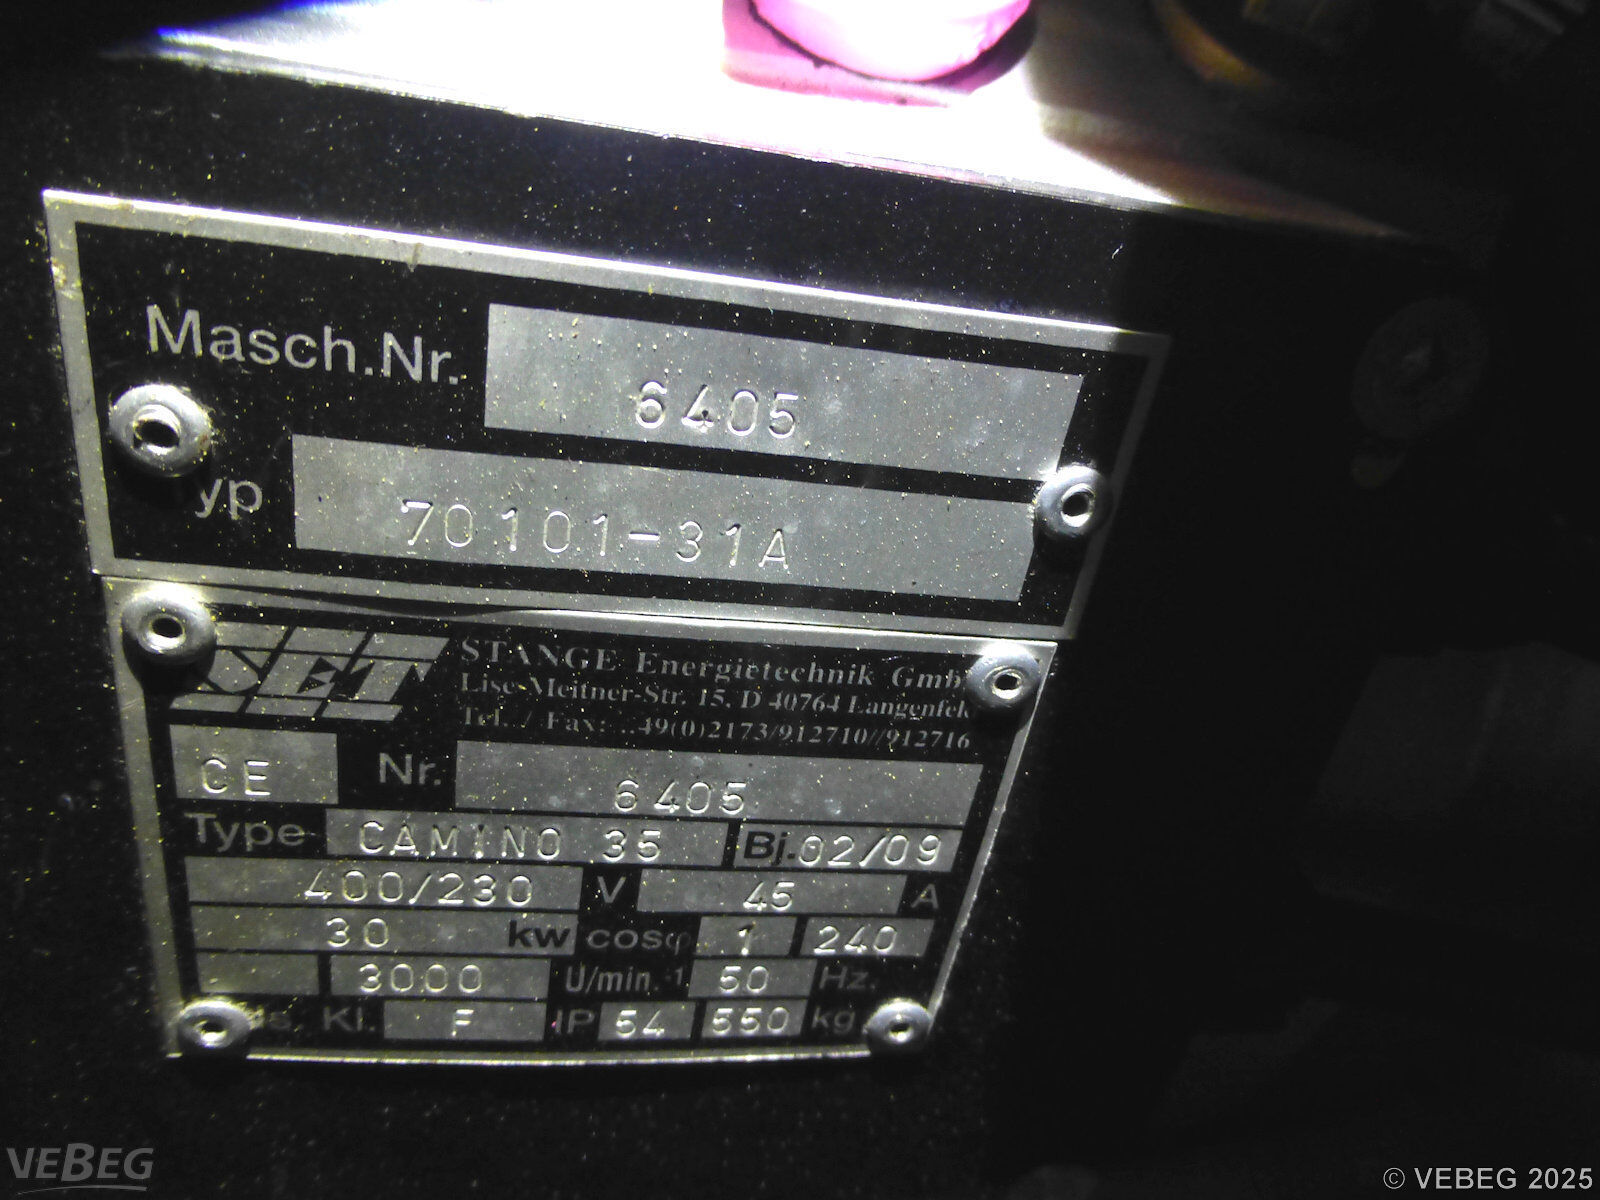 Masch.Nr. 6405
yp 70101-31A
SET STANGE Energietechnik Gmb
Lise-Meitner-Str. 15, D 40764 Langenfeld
Tel. / Fax: ..49(0)2173/912710//912716
CE Nr. 6405
Type CAMINO 35 Bj. 02/09
400/230 V 45 A
30 kw cosφ 1 240
3000 U/min.-1 50 Hz.
Kl. F IP 54 550 kg
VEBEG
© VEBEG 2025